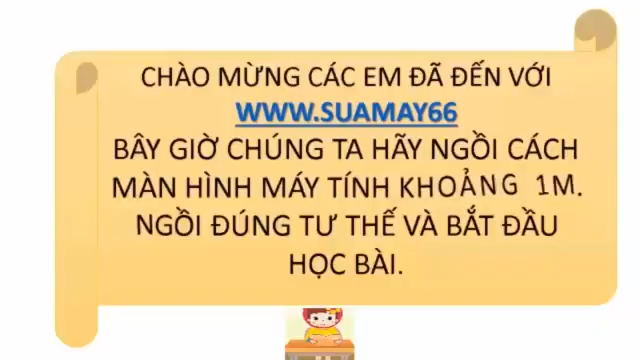 CHÀO MỪNG CÁC EM ĐÃ ĐẾN VỚI
WWW.SUAMAY66
BÂY GIỜ CHÚNG TA HÃY NGỒI CÁCH
MÀN HÌNH MÁY TÍNH KHOẢNG 1M.
NGỒI ĐÚNG TƯ THẾ VÀ BẮT ĐẦU
HỌC BÀI.